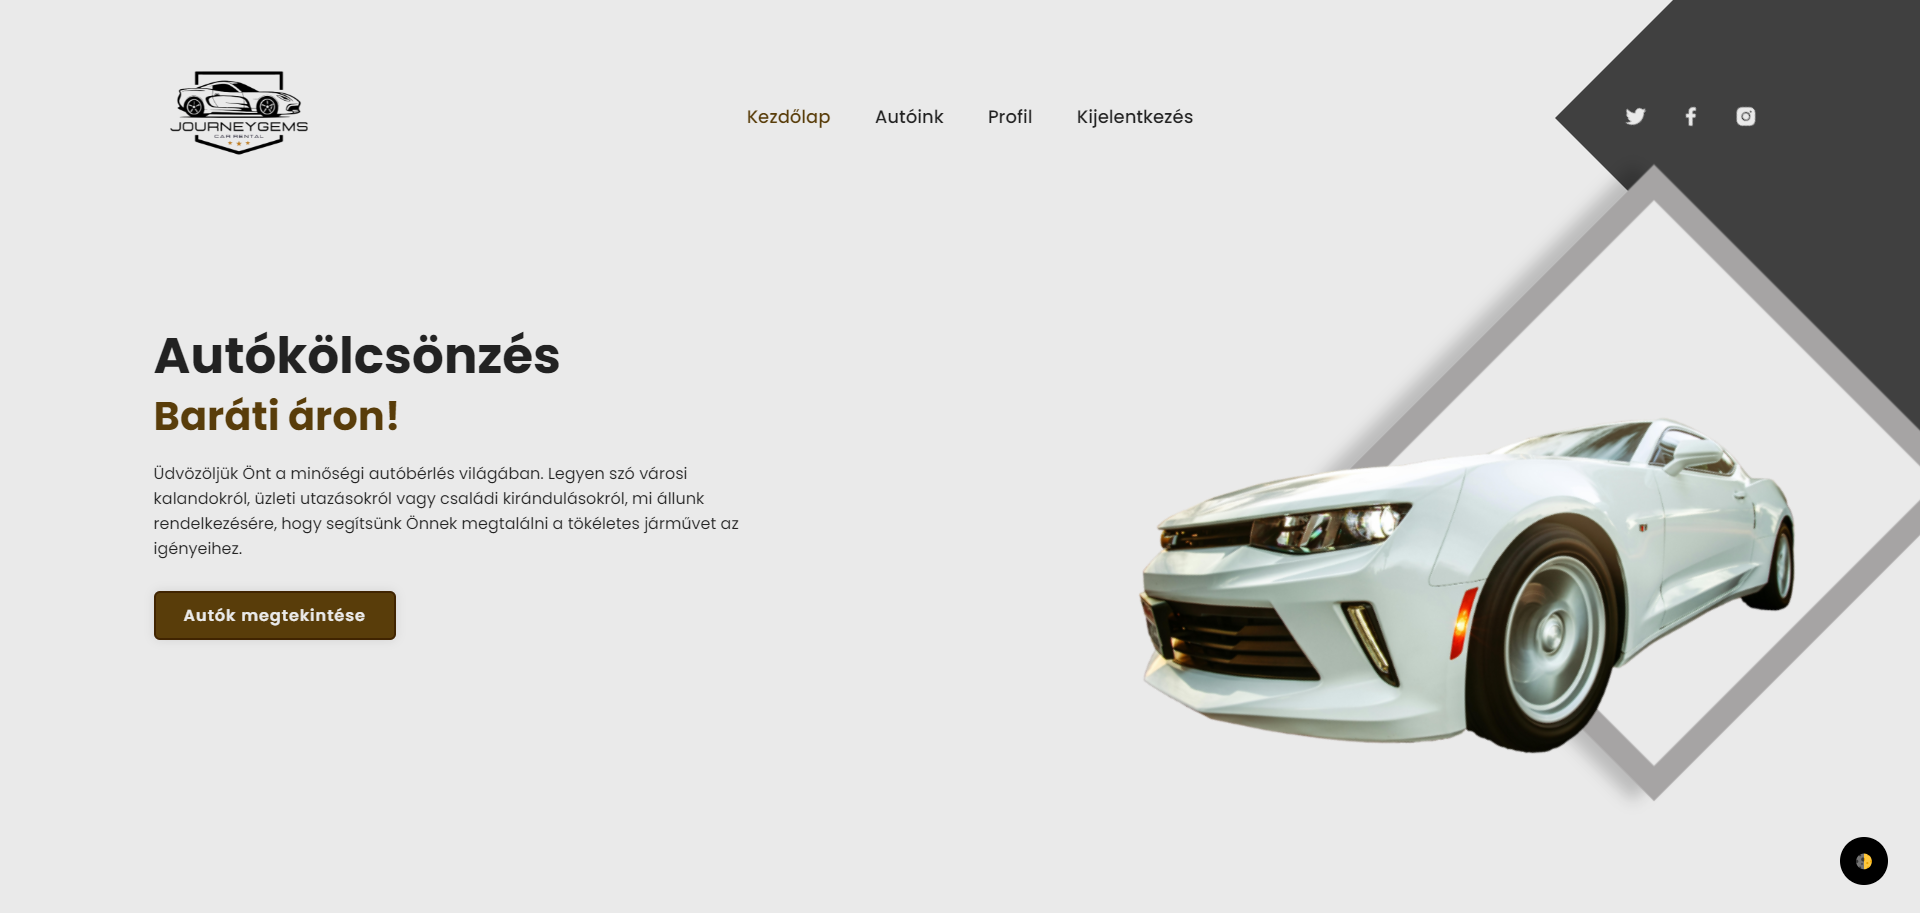 JOURNEYGEMS
CAR RENTAL
Kezdőlap
Autóink
Profil
Kijelentkezés
Autókölcsönzés
Baráti áron!
Üdvözöljük Önt a minőségi autóbérlés világában. Legyen szó városi
kalandokról, üzleti utazásokról vagy családi kirándulásokról, mi állunk
rendelkezésére, hogy segítsünk Önnek megtalálni a tökéletes járművet az
igényeihez.
Autók megtekintése